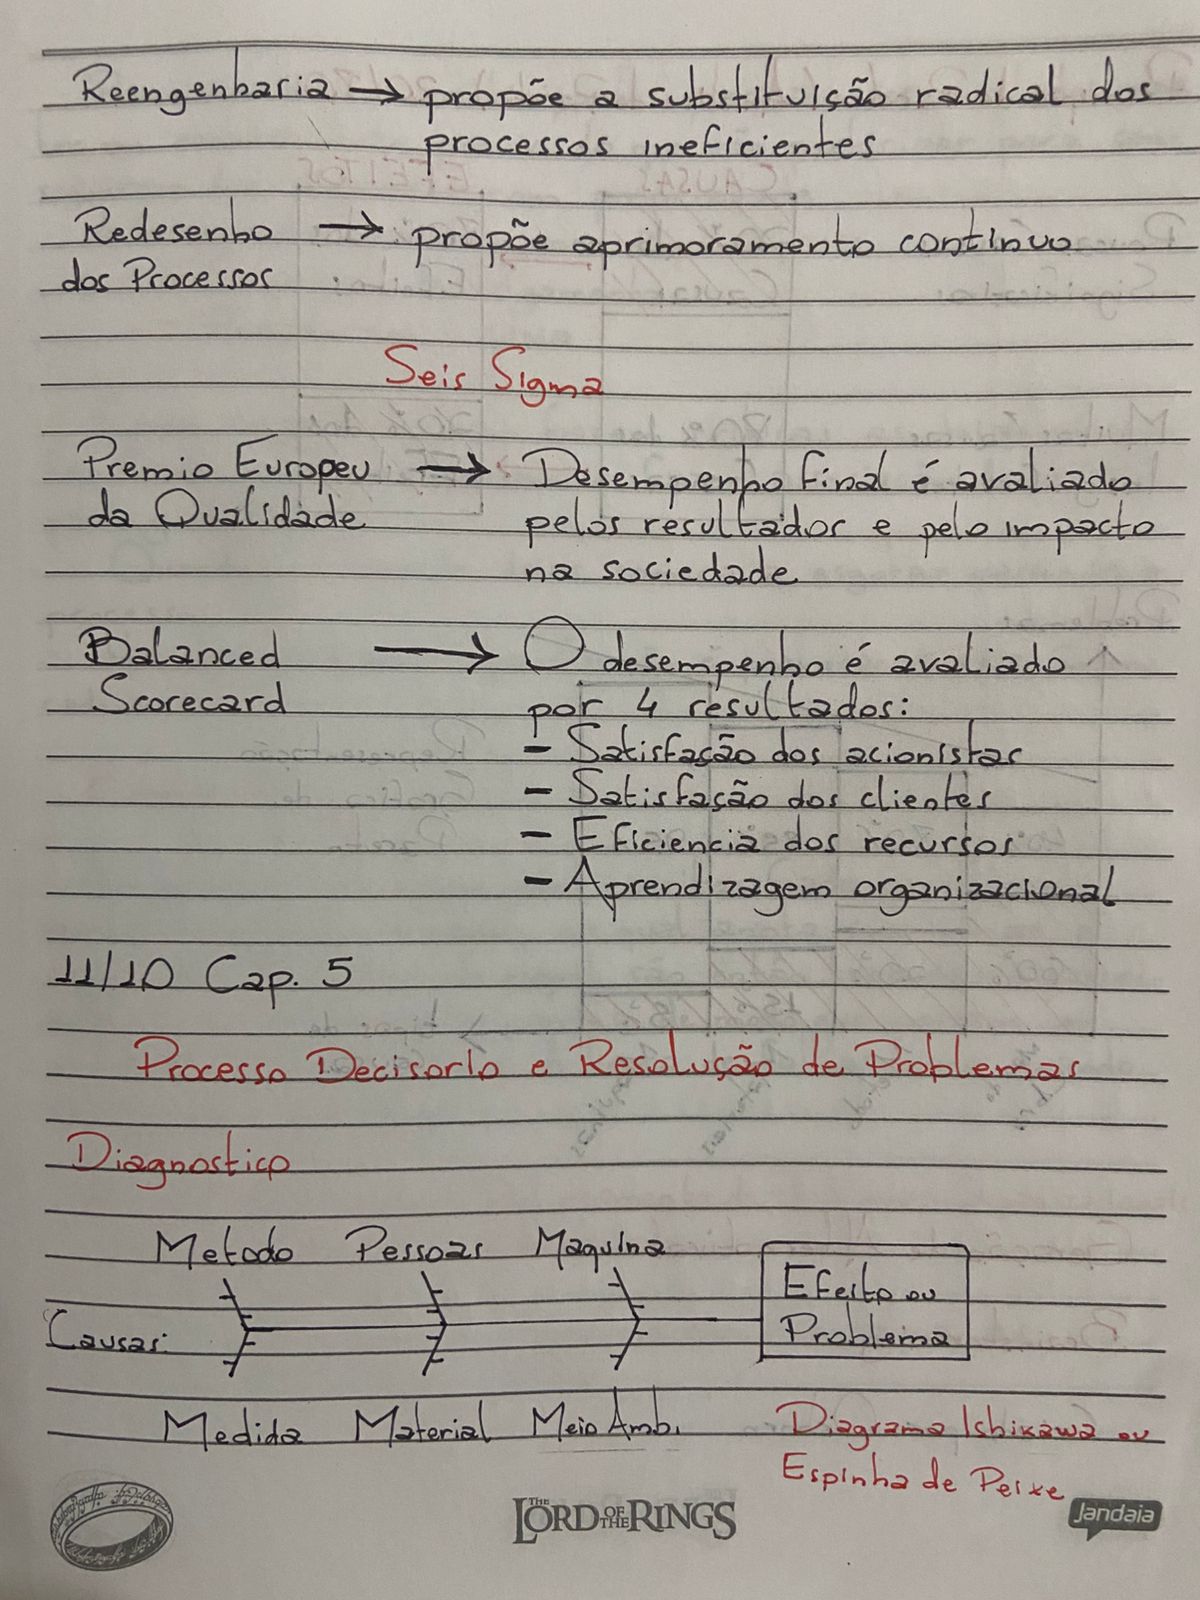 Reengenharia → propõe a substituição radical dos
processos ineficientes
Redesenho → propõe aprimoramento contínuo
dos Processos
Seis Sigma
Premio Europeu → Desempenho final é avaliado
da Qualidade pelos resultados e pelo impacto
na sociedade
Balanced → O desempenho é avaliado
Scorecard por 4 resultados:
- Satisfação dos acionistas
- Satisfação dos clientes
- Eficiencia dos recursos
- Aprendizagem organizacional
11/10 Cap. 5
Processo Decisorio e Resolução de Problemas
Diagnostico
Metodo Pessoas Maquina
Efeito ou
Causas: Problema
Medida Material Meio Amb. Diagrama Ishikawa ou
Espinha de Peixe
THE LORD OF THE RINGS
Jandaia